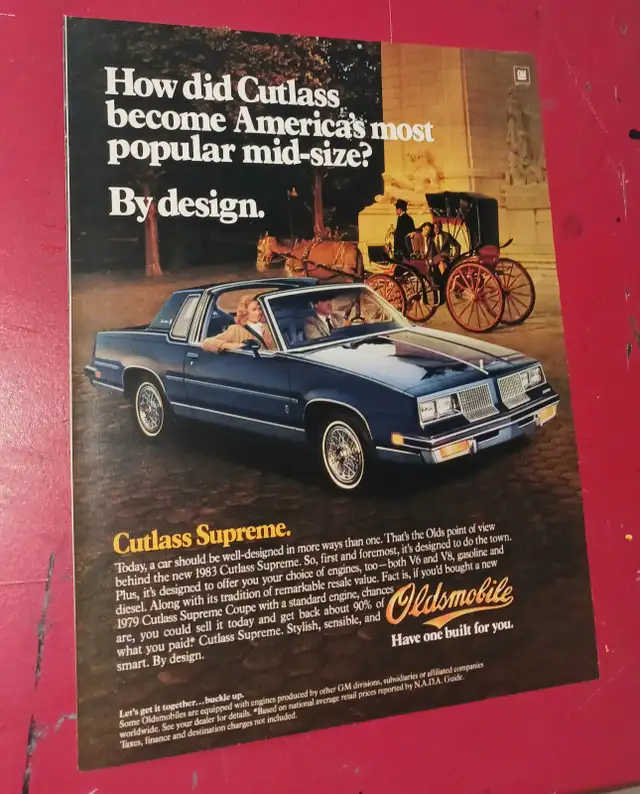 GM
How did Cutlass
become America's most
popular mid-size?
By design.
Cutlass Supreme.
Today, a car should be well-designed in more ways than one. That's the Olds point of view
behind the new 1983 Cutlass Supreme. So, first and foremost, it's designed to do the town.
Plus, it's designed to offer you your choice of engines, too—both V6 and V8, gasoline and
diesel. Along with its tradition of remarkable resale value. Fact is, if you'd bought a new
1979 Cutlass Supreme Coupe with a standard engine, chances
are, you could sell it today and get back about 90% of
what you paid* Cutlass Supreme. Stylish, sensible, and
smart. By design.
Oldsmobile
Have one built for you.
Let's get it together...buckle up.
Some Oldsmobiles are equipped with engines produced by other GM divisions, subsidiaries or affiliated companies
worldwide. See your dealer for details. *Based on national average retail prices reported by N.A.D.A. Guide.
Taxes, finance and destination charges not included.